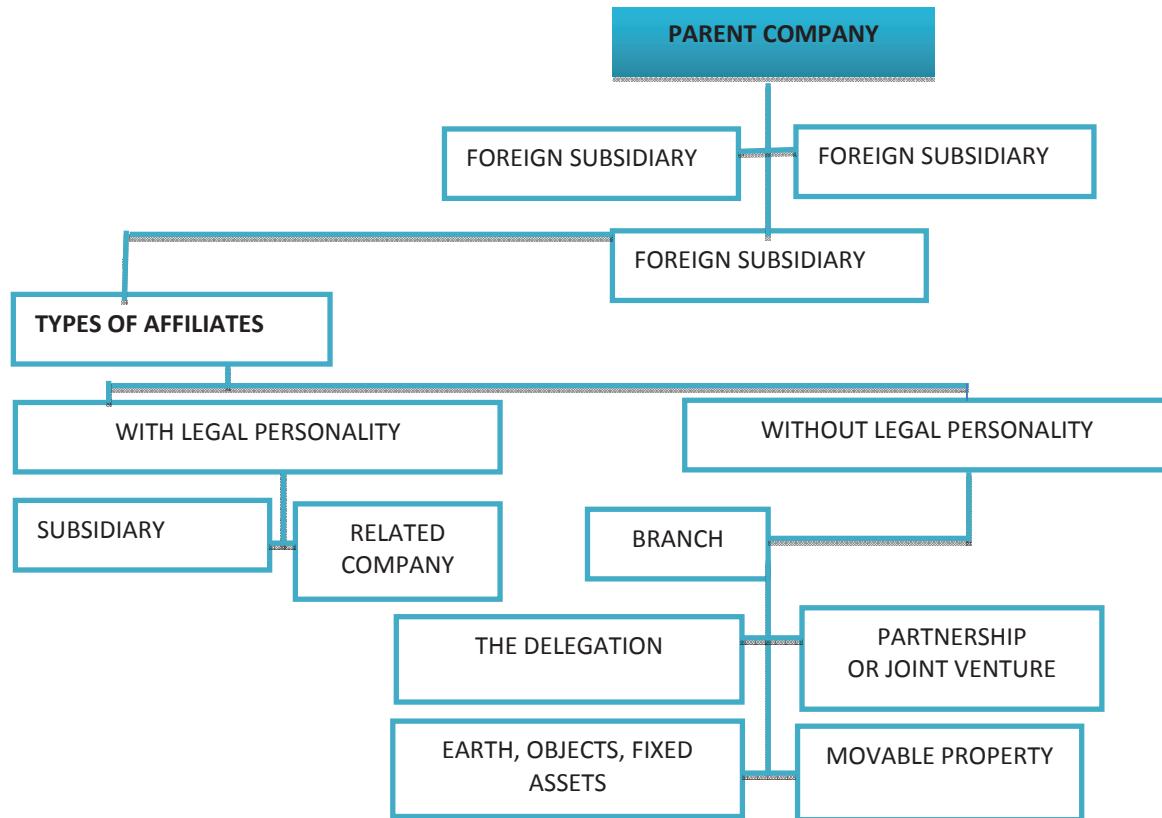 PARENT COMPANY
FOREIGN SUBSIDIARY
FOREIGN SUBSIDIARY
FOREIGN SUBSIDIARY
TYPES OF AFFILIATES
WITH LEGAL PERSONALITY
WITHOUT LEGAL PERSONALITY
SUBSIDIARY
RELATED
COMPANY
BRANCH
THE DELEGATION
PARTNERSHIP
OR JOINT VENTURE
EARTH, OBJECTS, FIXED
ASSETS
MOVABLE PROPERTY